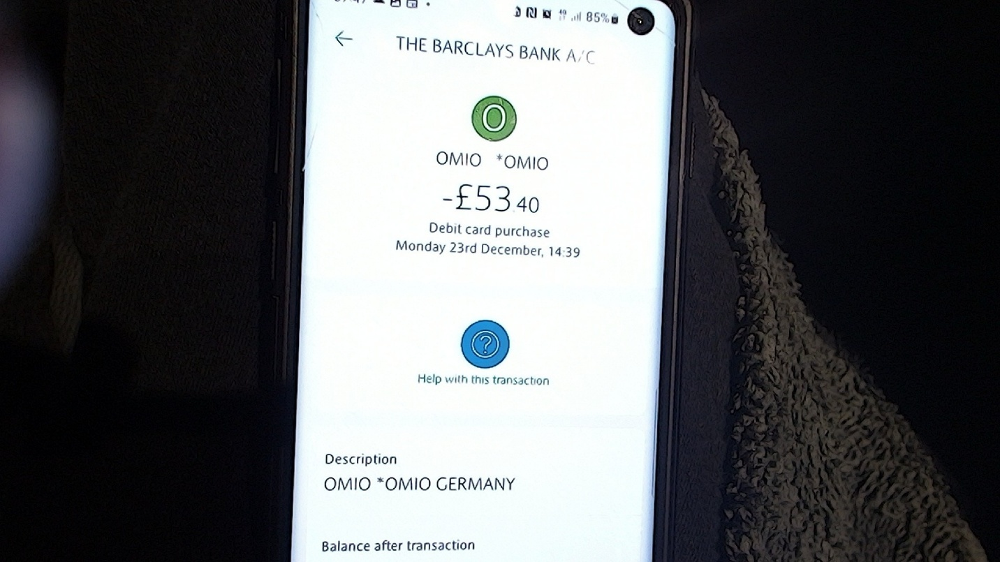 85%
THE BARCLAYS BANK A/C
O
OMIO *OMIO
-£53.40
Debit card purchase
Monday 23rd December, 14:39
?
Help with this transaction
Description
OMIO *OMIO GERMANY
Balance after transaction